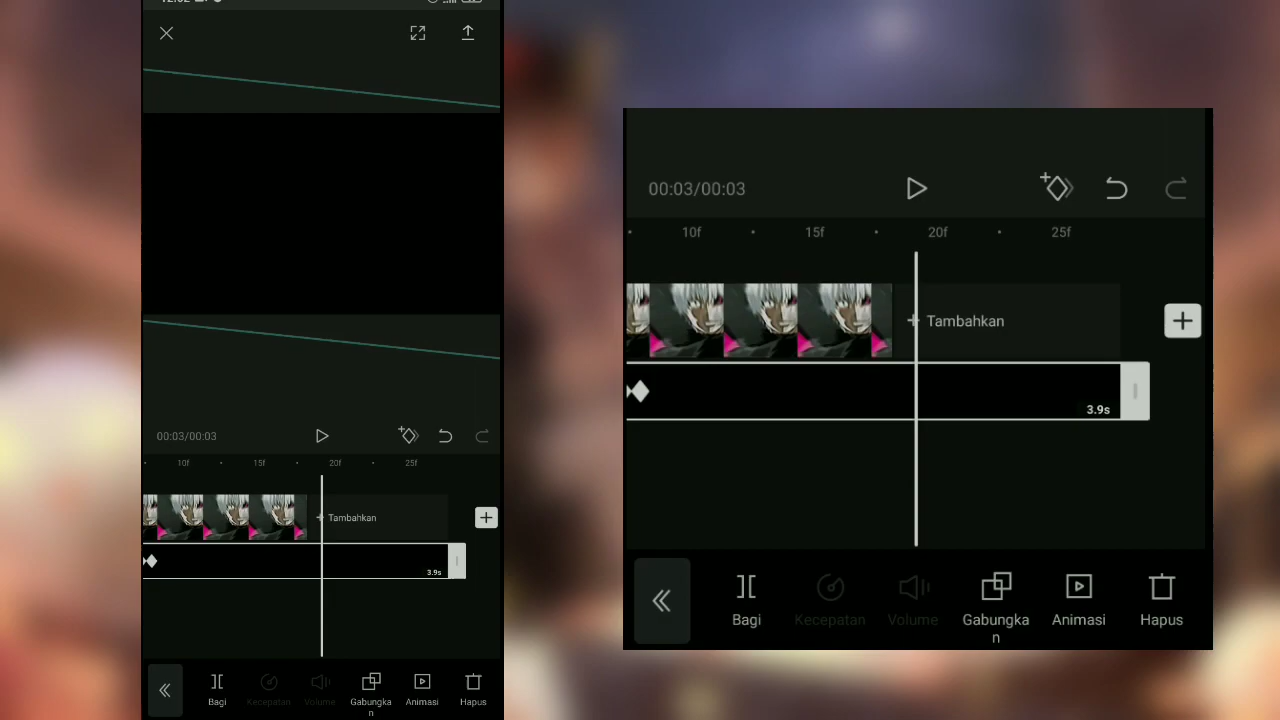 00:03/00:03
10f
15f
20f
25f
+ Tambahkan
3.9s
Bagi
Kecepatan
Volume
Gabungka
n
Animasi
Hapus
00:03/00:03
10f
15f
20f
25f
+ Tambahkan
3.9s
Bagi
Kecepatan
Volume
Gabungka
n
Animasi
Hapus